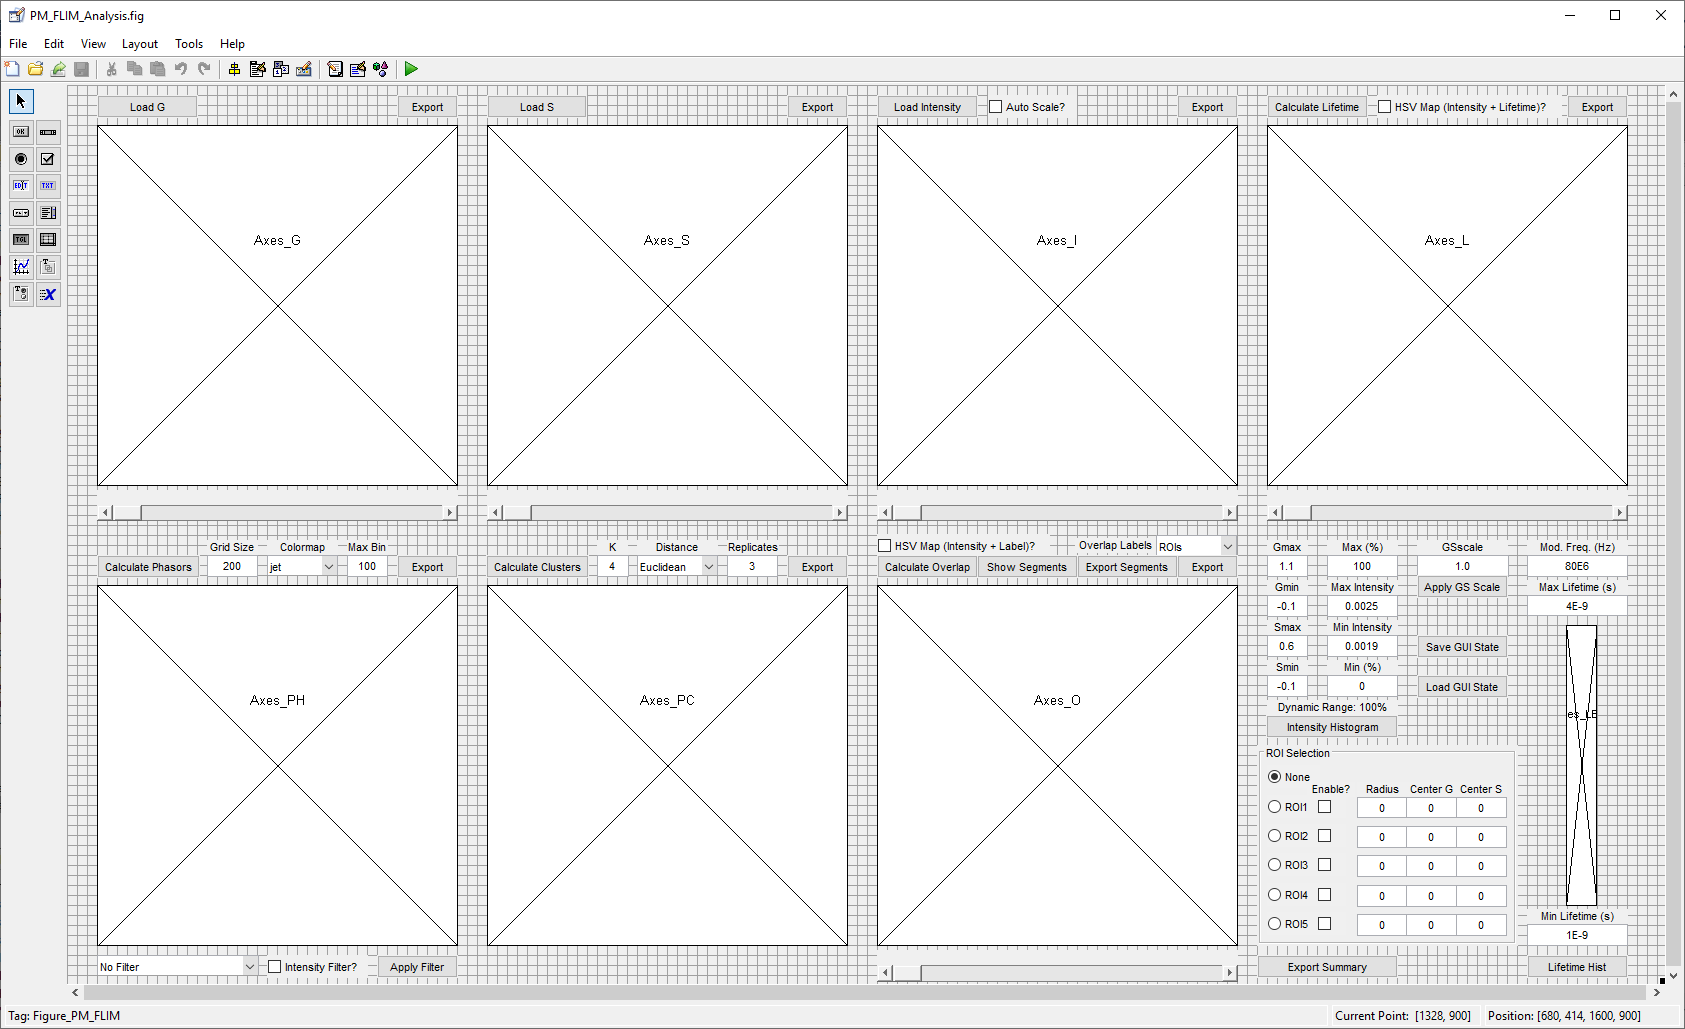 PM_FLIM_Analysis.fig
File Edit View Layout Tools Help
Load G Export Load S Export Load Intensity Auto Scale? Export Calculate Lifetime HSV Map (Intensity + Lifetime)? Export
OK
EDIT TXT
TGL
Axes_G Axes_S Axes_I Axes_L
Grid Size Colormap Max Bin K Distance Replicates HSV Map (Intensity + Label)? Overlap Labels ROIs Gmax Max (%) GSscale Mod. Freq. (Hz)
Calculate Phasors 200 jet 100 Export Calculate Clusters 4 Euclidean 3 Export Calculate Overlap Show Segments Export Segments Export 1.1 100 1.0 80E6
Gmin Max Intensity Apply GS Scale Max Lifetime (s)
-0.1 0.0025 4E-9
Smax Min Intensity
0.6 0.0019 Save GUI State
Smin Min (%)
-0.1 0 Load GUI State
Axes_PH Axes_PC Axes_O
Dynamic Range: 100% es_LE
Intensity Histogram
ROI Selection
None
Enable? Radius Center G Center S
ROI1 0 0 0
ROI2 0 0 0
ROI3 0 0 0
ROI4 0 0 0
ROI5 0 0 0
Min Lifetime (s)
1E-9
No Filter Intensity Filter? Apply Filter Export Summary Lifetime Hist
Tag: Figure_PM_FLIM Current Point: [1328, 900] Position: [680, 414, 1600, 900]